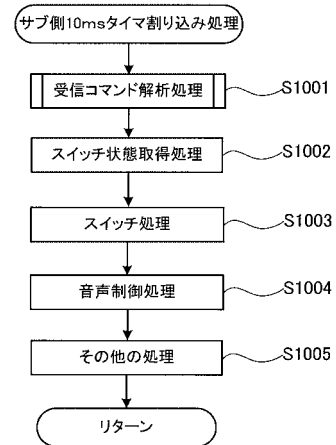 サブ側10msタイマ割り込み処理
受信コマンド解析処理
S1001
スイッチ状態取得処理
S1002
スイッチ処理
S1003
音声制御処理
S1004
その他の処理
S1005
リターン